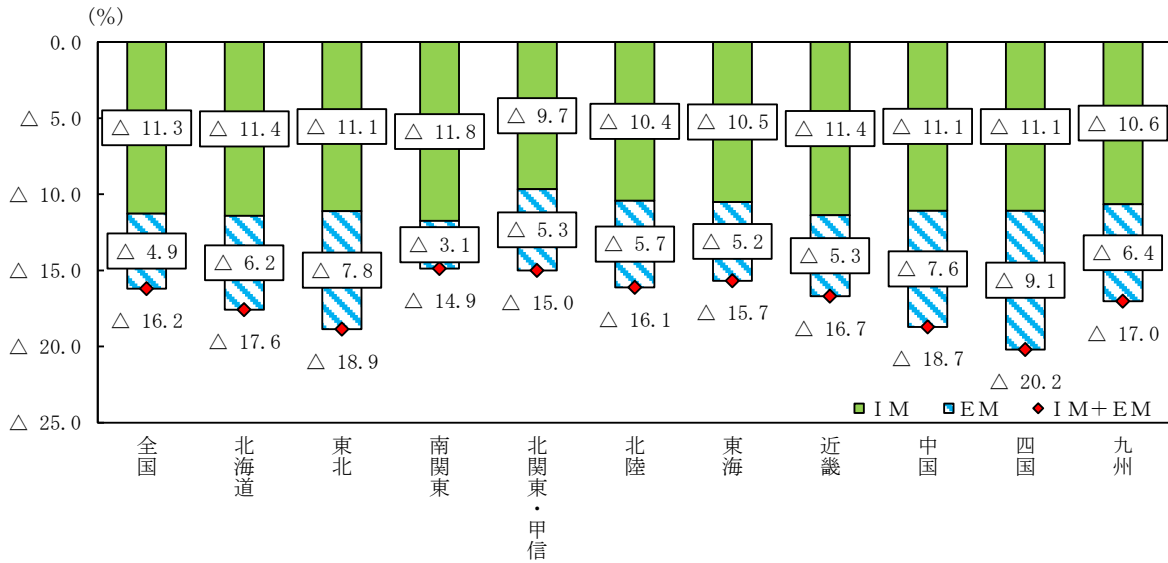 (%)
0.0
△ 5.0
△ 10.0
△ 15.0
△ 20.0
△ 25.0
△ 11.3
△ 11.4
△ 11.1
△ 11.8
△ 9.7
△ 10.4
△ 10.5
△ 11.4
△ 11.1
△ 11.1
△ 10.6
△ 4.9
△ 6.2
△ 7.8
△ 3.1
△ 5.3
△ 5.7
△ 5.2
△ 5.3
△ 7.6
△ 9.1
△ 6.4
△ 16.2
△ 17.6
△ 18.9
△ 14.9
△ 15.0
△ 16.1
△ 15.7
△ 16.7
△ 18.7
△ 20.2
△ 17.0
ＩＭ
ＥＭ
ＩＭ＋ＥＭ
全国
北海道
東北
南関東
北関東・甲信
北陸
東海
近畿
中国
四国
九州